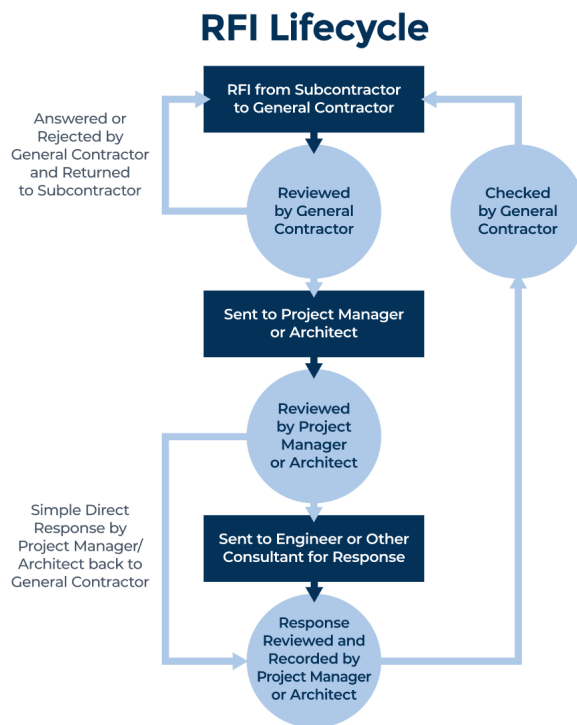 RFI Lifecycle
RFI from Subcontractor
to General Contractor
Answered or
Rejected by
General Contractor
and Returned
to Subcontractor
Reviewed
by General
Contractor
Checked
by General
Contractor
Sent to Project Manager
or Architect
Reviewed
by Project
Manager
or Architect
Simple Direct
Response by
Project Manager/
Architect back to
General Contractor
Sent to Engineer or Other
Consultant for Response
Response
Reviewed and
Recorded by
Project Manager
or Architect